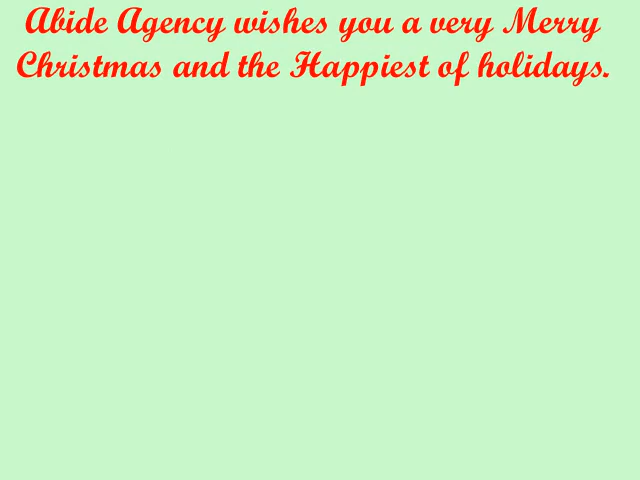 Abide Agency wishes you a very Merry
Christmas and the Happiest of holidays.